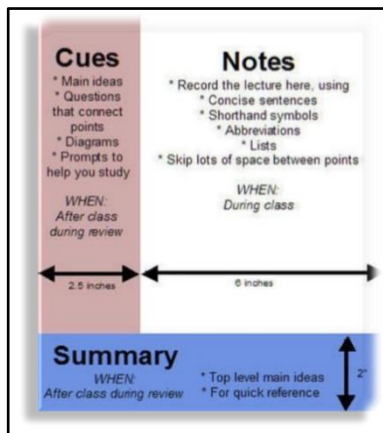 Cues
* Main ideas
* Questions
that connect
points
* Diagrams
* Prompts to
help you study
WHEN:
After class
during review
2.5 inches
Notes
* Record the lecture here, using
* Concise sentences
* Shorthand symbols
* Abbreviations
* Lists
* Skip lots of space between points
WHEN:
During class
6 inches
Summary
WHEN:
After class during review
* Top level main ideas
* For quick reference
2"